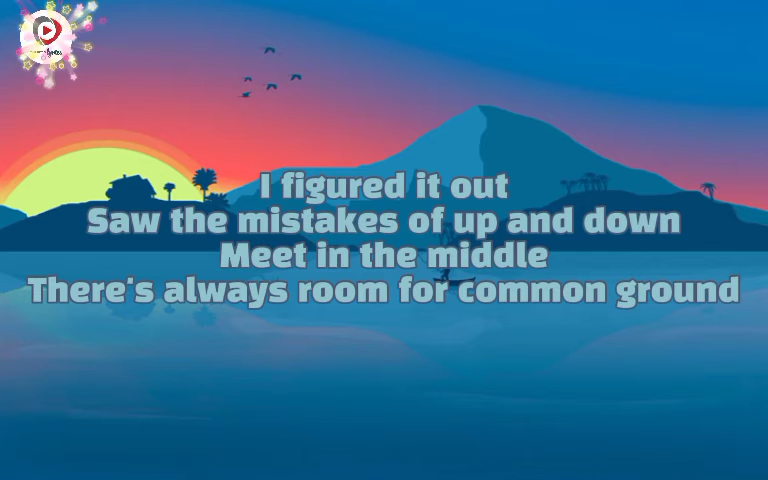 I figured it out
Saw the mistakes of up and down
Meet in the middle
There's always room for common ground